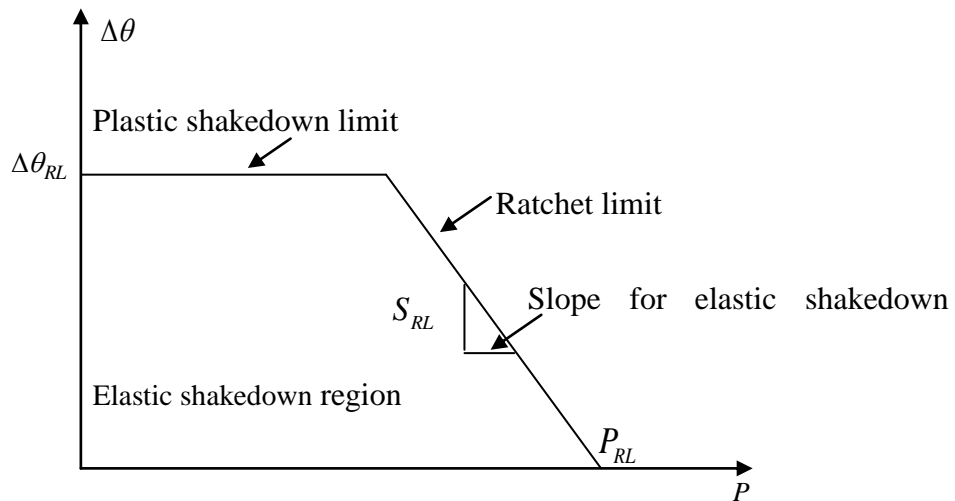 Δθ
Plastic shakedown limit
Δθ_RL
Ratchet limit
Slope for elastic shakedown
S_RL
Elastic shakedown region
P_RL
P